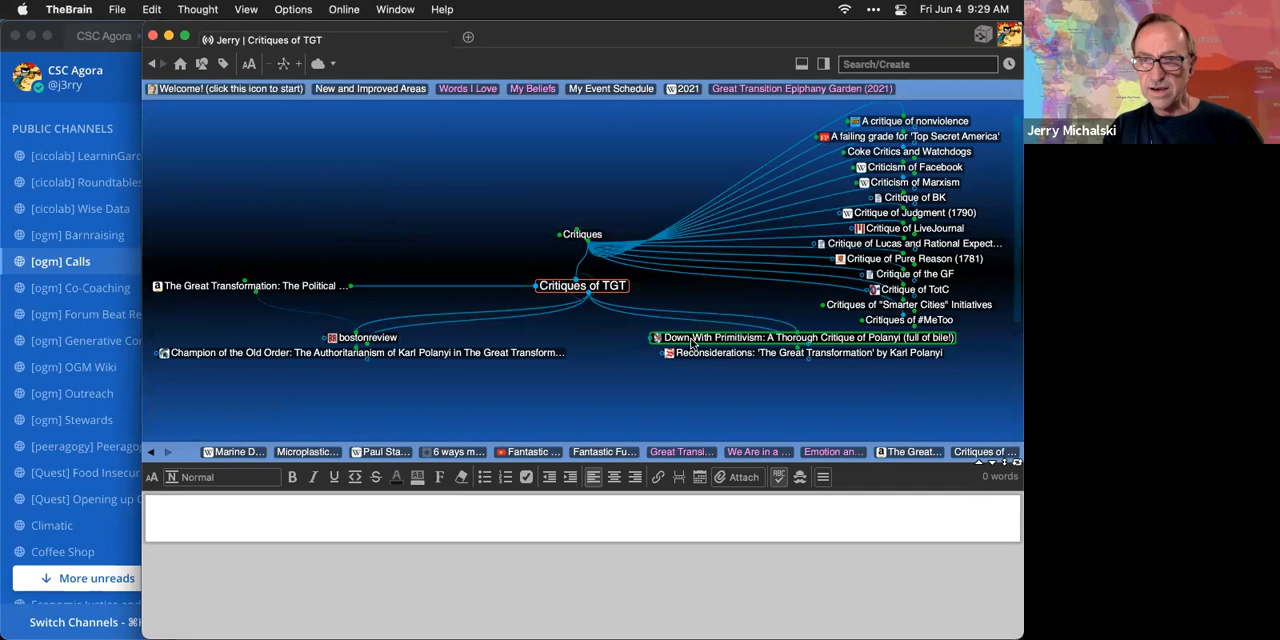 TheBrain File Edit Thought View Options Online Window Help
Fri Jun 4 9:29 AM
CSC Agora
Jerry | Critiques of TGT
CSC Agora
@j3rry
Search/Create
Welcome! (click this icon to start) New and Improved Areas Words I Love My Beliefs My Event Schedule 2021 Great Transition Epiphany Garden (2021)
Jerry Michalski
PUBLIC CHANNELS
[cicolab] LearninGard
[cicolab] Roundtables
[cicolab] Wise Data
[ogm] Barnraising
[ogm] Calls
[ogm] Co-Coaching
[ogm] Forum Beat Re
[ogm] Generative Con
[ogm] OGM Wiki
[ogm] Outreach
[ogm] Stewards
[peeragogy] Peerago
[Quest] Food Insecur
[Quest] Opening up
Climatic
Coffee Shop
More unreads
Switch Channels -
A critique of nonviolence
A failing grade for 'Top Secret America'
Coke Critics and Watchdogs
Criticism of Facebook
Criticism of Marxism
Critique of BK
Critique of Judgment (1790)
Critique of LiveJournal
Critique of Lucas and Rational Expect...
Critique of Pure Reason (1781)
Critique of the GF
Critique of TotC
Critiques of "Smarter Cities" Initiatives
Critiques of #MeToo
Critiques
The Great Transformation: The Political ...
Critiques of TGT
bostonreview
Down With Primitivism: A Thorough Critique of Polanyi (full of bile!)
Champion of the Old Order: The Authoritarianism of Karl Polanyi in The Great Transform...
Reconsiderations: 'The Great Transformation' by Karl Polanyi
Marine D... Microplastic... Paul Sta... 6 ways m... Fantastic ... Fantastic Fu... Great Transi... We Are in a ... Emotion an... The Great... Critiques of ...
Normal
Attach
0 words